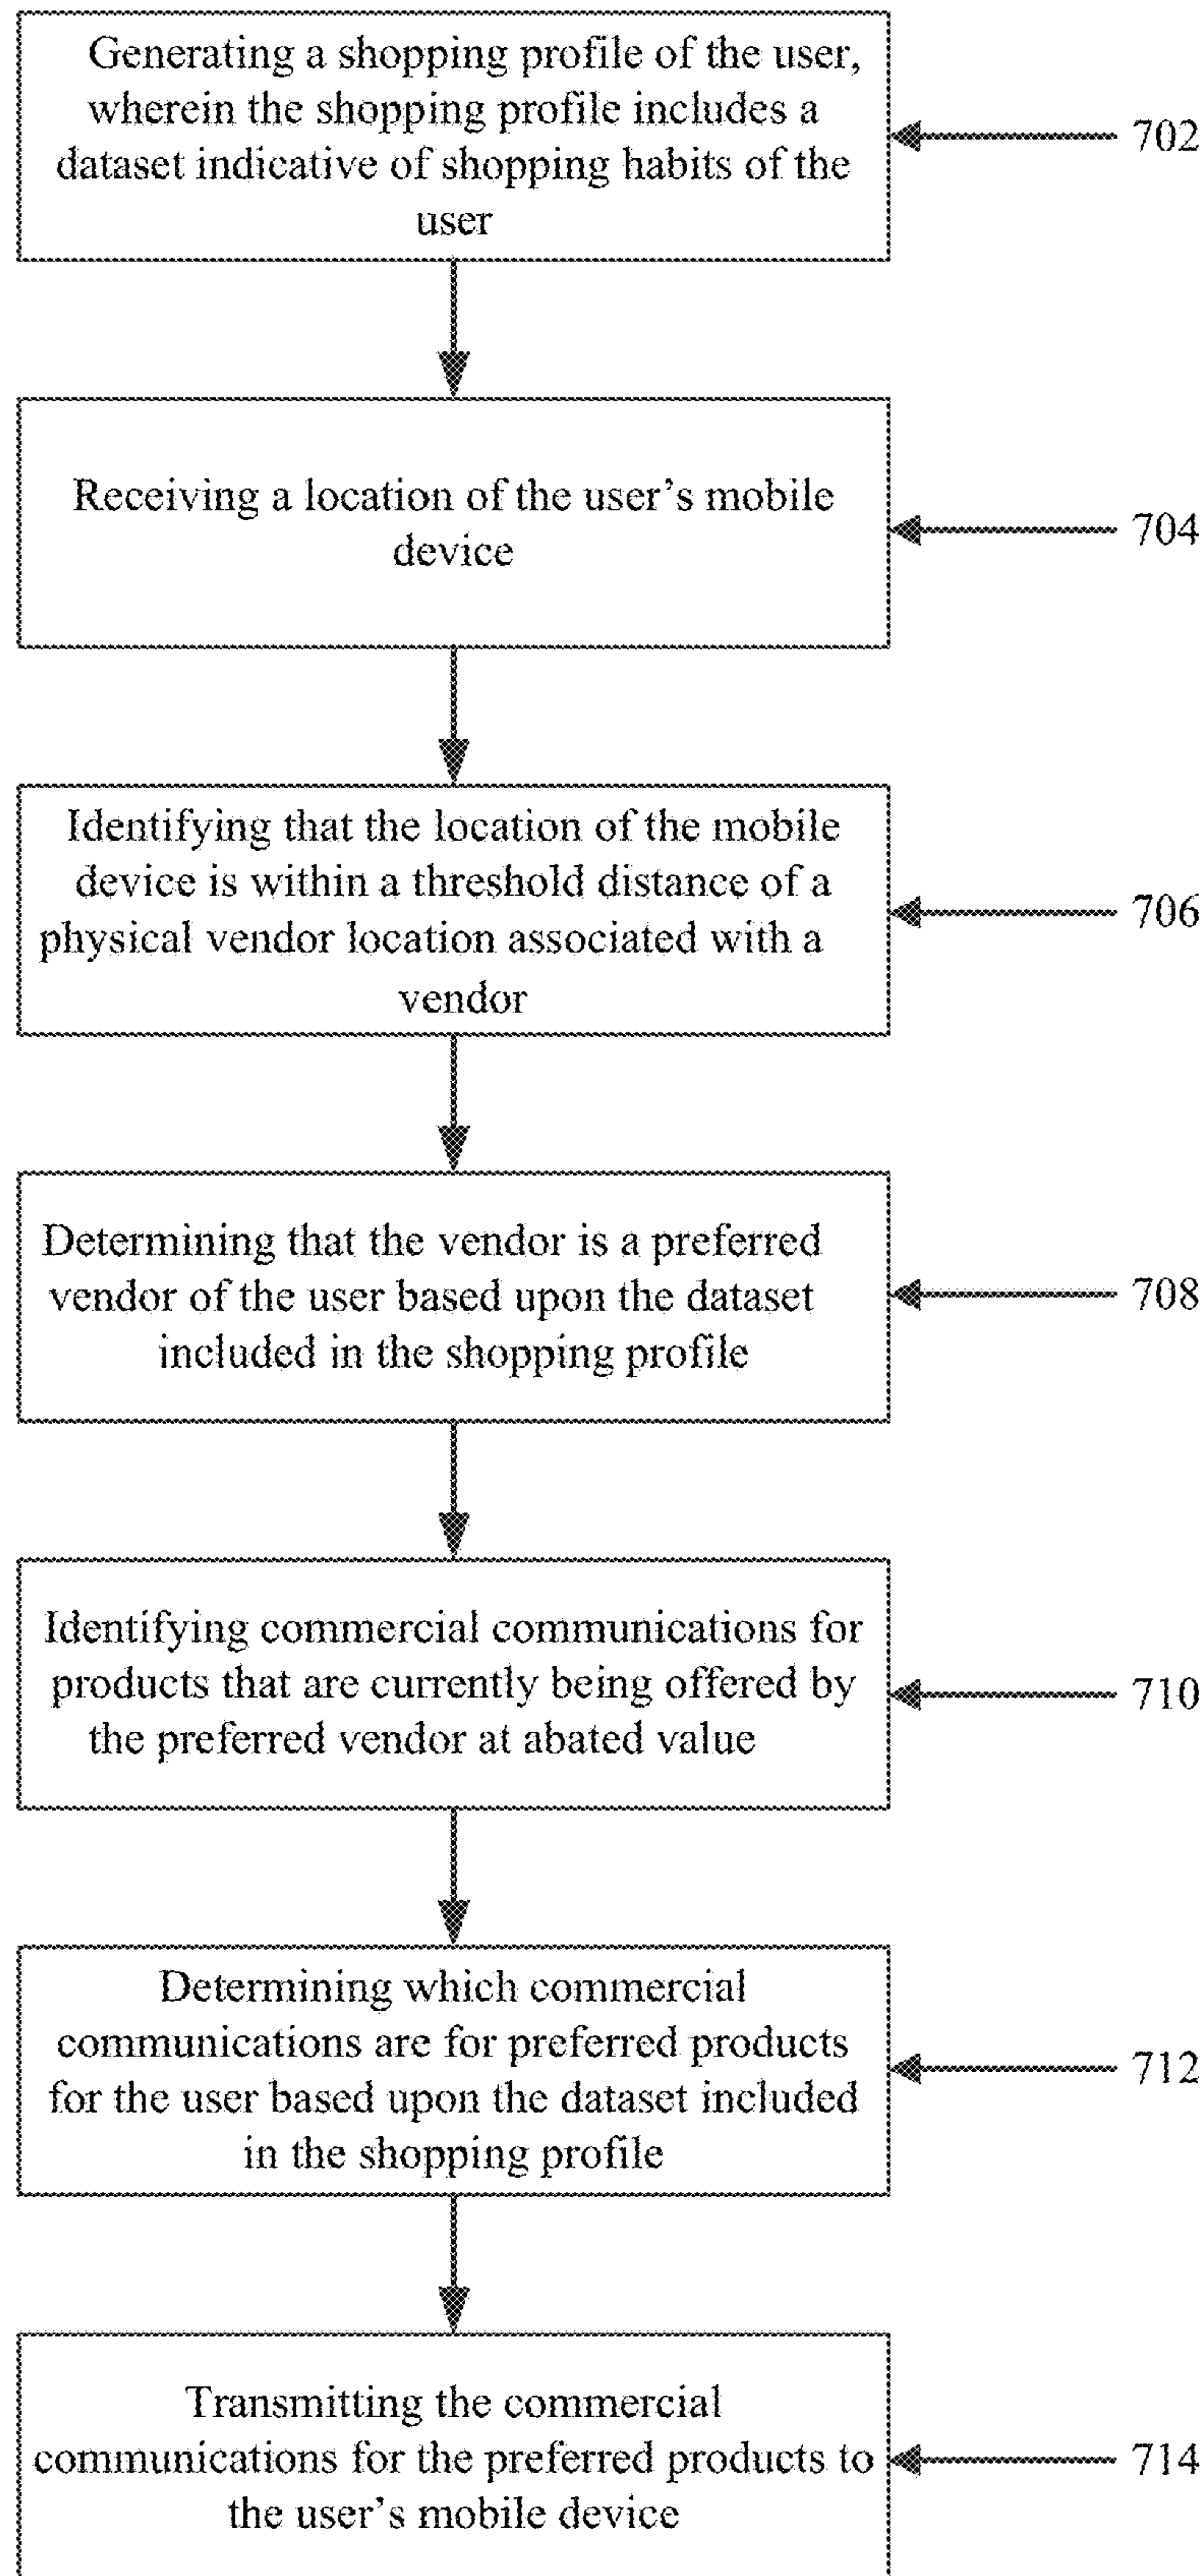 Generating a shopping profile of the user,
wherein the shopping profile includes a
dataset indicative of shopping habits of the
user
702
Receiving a location of the user's mobile
device
704
Identifying that the location of the mobile
device is within a threshold distance of a
physical vendor location associated with a
vendor
706
Determining that the vendor is a preferred
vendor of the user based upon the dataset
included in the shopping profile
708
Identifying commercial communications for
products that are currently being offered by
the preferred vendor at abated value
710
Determining which commercial
communications are for preferred products
for the user based upon the dataset included
in the shopping profile
712
Transmitting the commercial
communications for the preferred products to
the user's mobile device
714